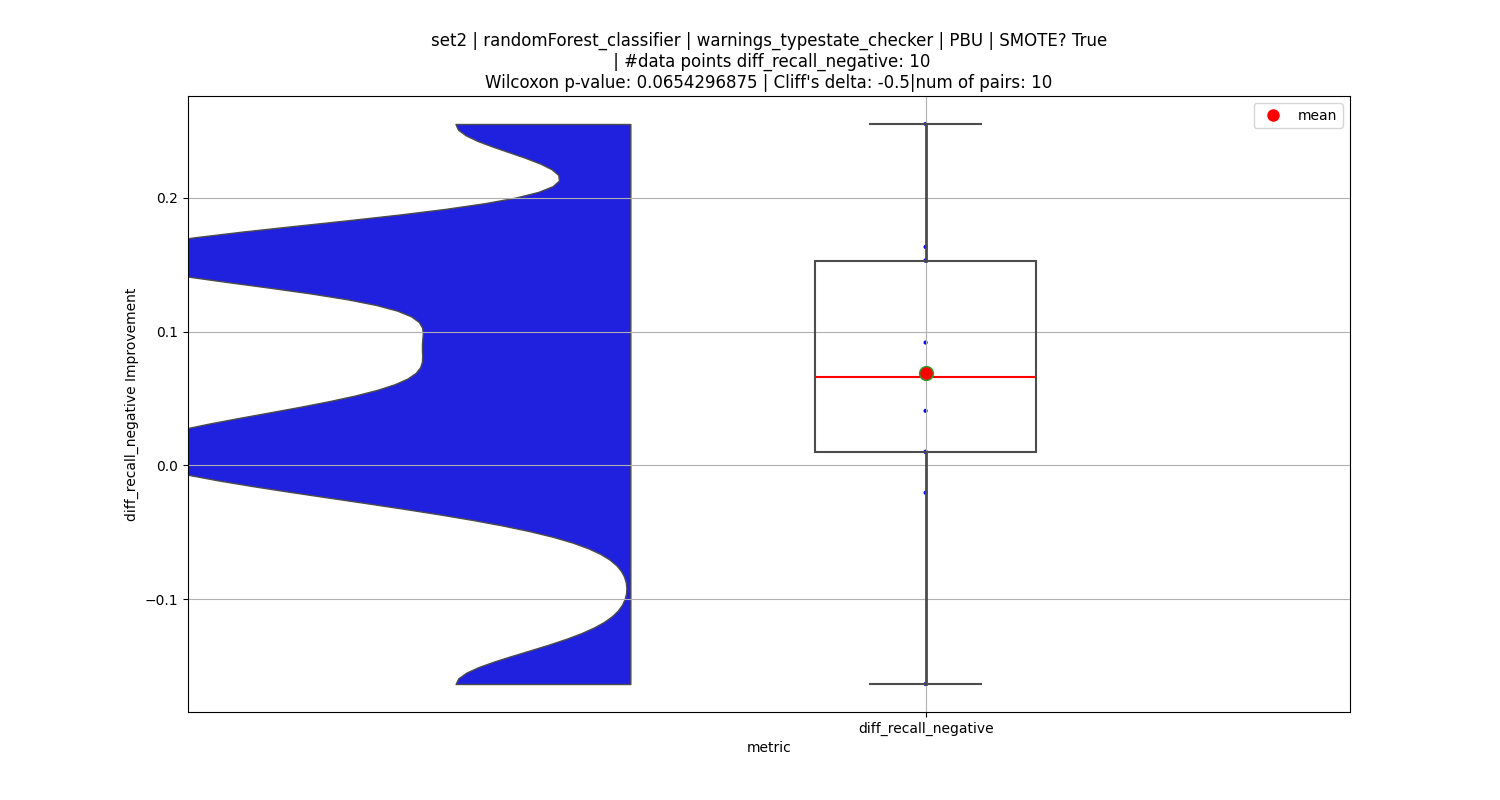 set2 | randomForest_classifier | warnings_typestate_checker | PBU | SMOTE? True
| #data points diff_recall_negative: 10
Wilcoxon p-value: 0.0654296875 | Cliff's delta: -0.5|num of pairs: 10
mean
0.2
0.1
0.0
−0.1
diff_recall_negative Improvement
diff_recall_negative
metric